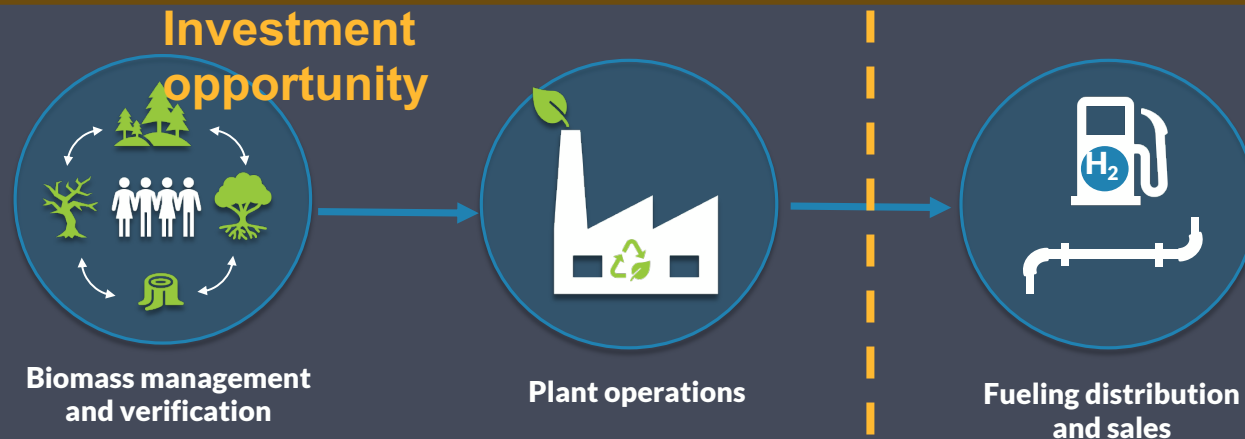 Investment
opportunity
H₂
Biomass management
and verification
Plant operations
Fueling distribution
and sales